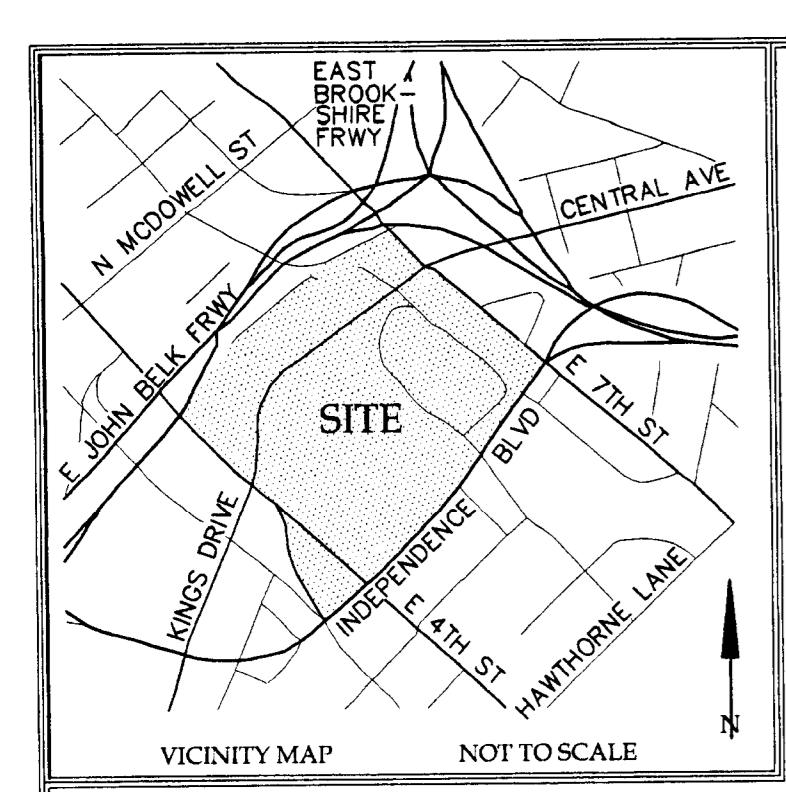 EAST
BROOK-
SHIRE
FRWY
N MCDOWELL ST
CENTRAL AVE
E JOHN BELK FRWY
SITE
E 7TH ST
BLVD
KINGS DRIVE
INDEPENDENCE
E 4TH ST
HAWTHORNE LANE
N
VICINITY MAP
NOT TO SCALE